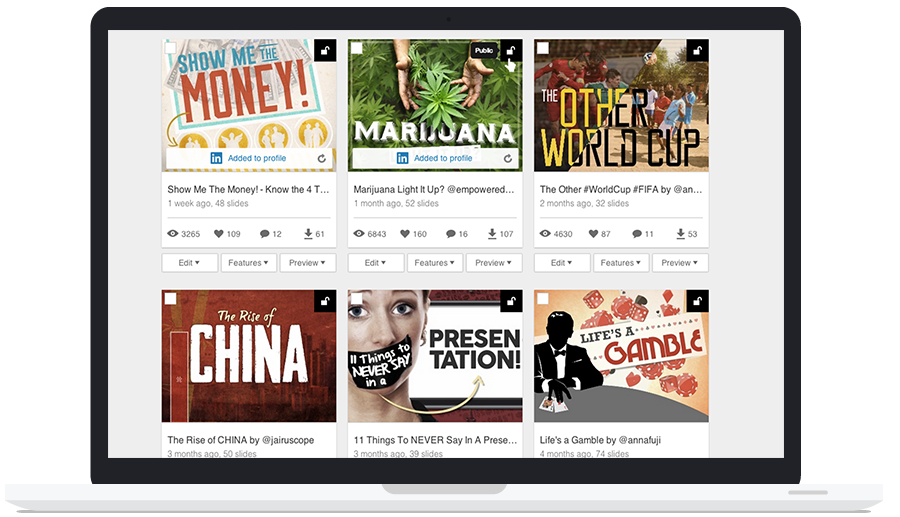 SHOW ME THE
MONEY!
in Added to profile
Show Me The Money! - Know the 4 T...
1 week ago, 48 slides
3265 109 12 61
Edit Features Preview
Public
MARIJUANA
in Added to profile
Marijuana Light It Up? @empowered...
1 month ago, 52 slides
6843 160 16 107
Edit Features Preview
THE OTHER
WORLD CUP
The Other #WorldCup #FIFA by @an...
2 months ago, 32 slides
4630 87 11 53
Edit Features Preview
The Rise of
CHINA
The Rise of CHINA by @jairuscope
3 months ago, 50 slides
11 Things to
NEVER SAY
in a
PRESEN
TATION!
11 Things To NEVER Say In A Prese...
3 months ago, 39 slides
LIFE'S A
GAMBLE
Life's a Gamble by @annafuji
4 months ago, 74 slides